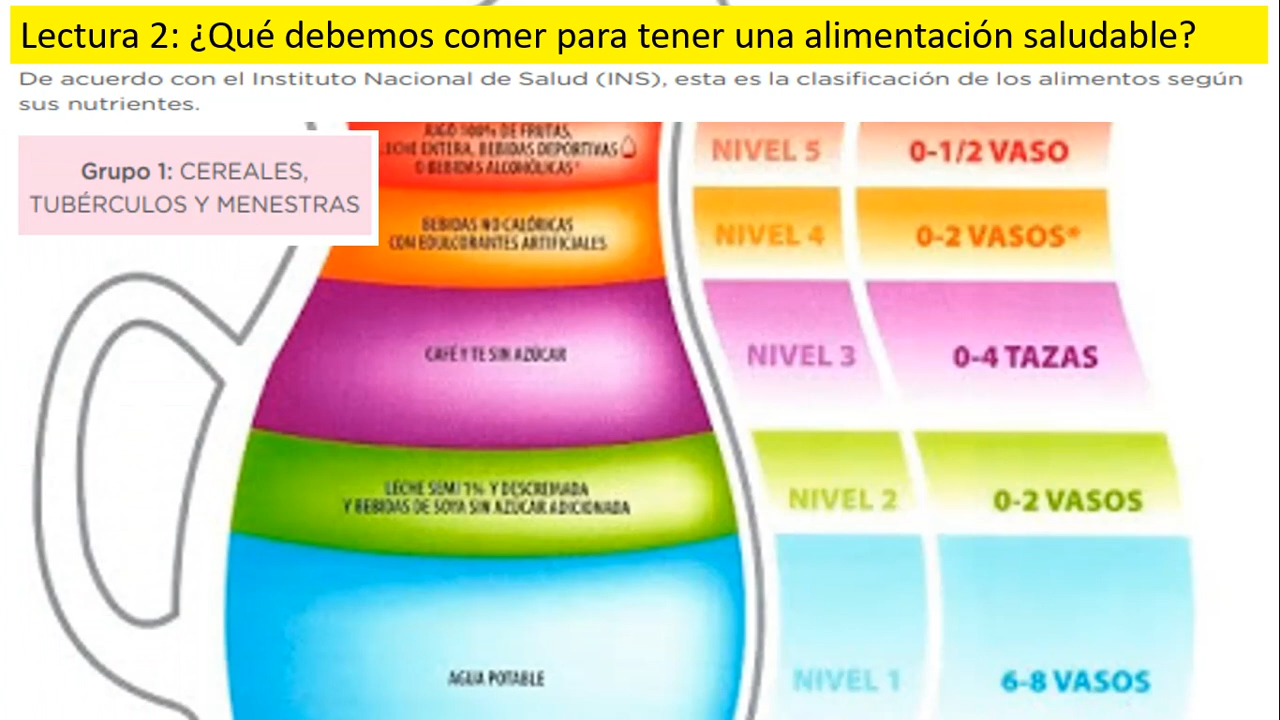 Lectura 2: ¿Qué debemos comer para tener una alimentación saludable?
De acuerdo con el Instituto Nacional de Salud (INS), esta es la clasificación de los alimentos según
sus nutrientes.
Grupo 1: CEREALES,
TUBÉRCULOS Y MENESTRAS
JUGO 100% DE FRUTAS,
ENTERA, BEBIDAS DEPORTIVAS
O BEBIDAS ALCOHÓLICAS*
NIVEL 5
0-1/2 VASO
BEBIDAS NO CALÓRICAS
CON EDULCORANTES ARTIFICIALES
NIVEL 4
0-2 VASOS*
CAFÉ Y TE SIN AZÚCAR
NIVEL 3
0-4 TAZAS
LECHE SEMI 1% Y DESCREMADA
Y BEBIDAS DE SOYA SIN AZÚCAR ADICIONADA
NIVEL 2
0-2 VASOS
AGUA POTABLE
NIVEL 1
6-8 VASOS